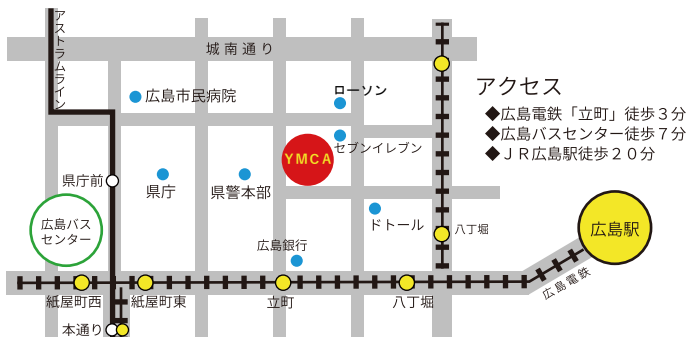 アストラムライン
城南通り
広島市民病院
ローソン
アクセス
◆広島電鉄「立町」徒歩３分
◆広島バスセンター徒歩７分
◆ＪＲ広島駅徒歩２０分
セブンイレブン
YMCA
県庁前
県庁
県警本部
広島バス
センター
ドトール
八丁堀
広島駅
広島銀行
広島電鉄
紙屋町西
紙屋町東
立町
八丁堀
本通り